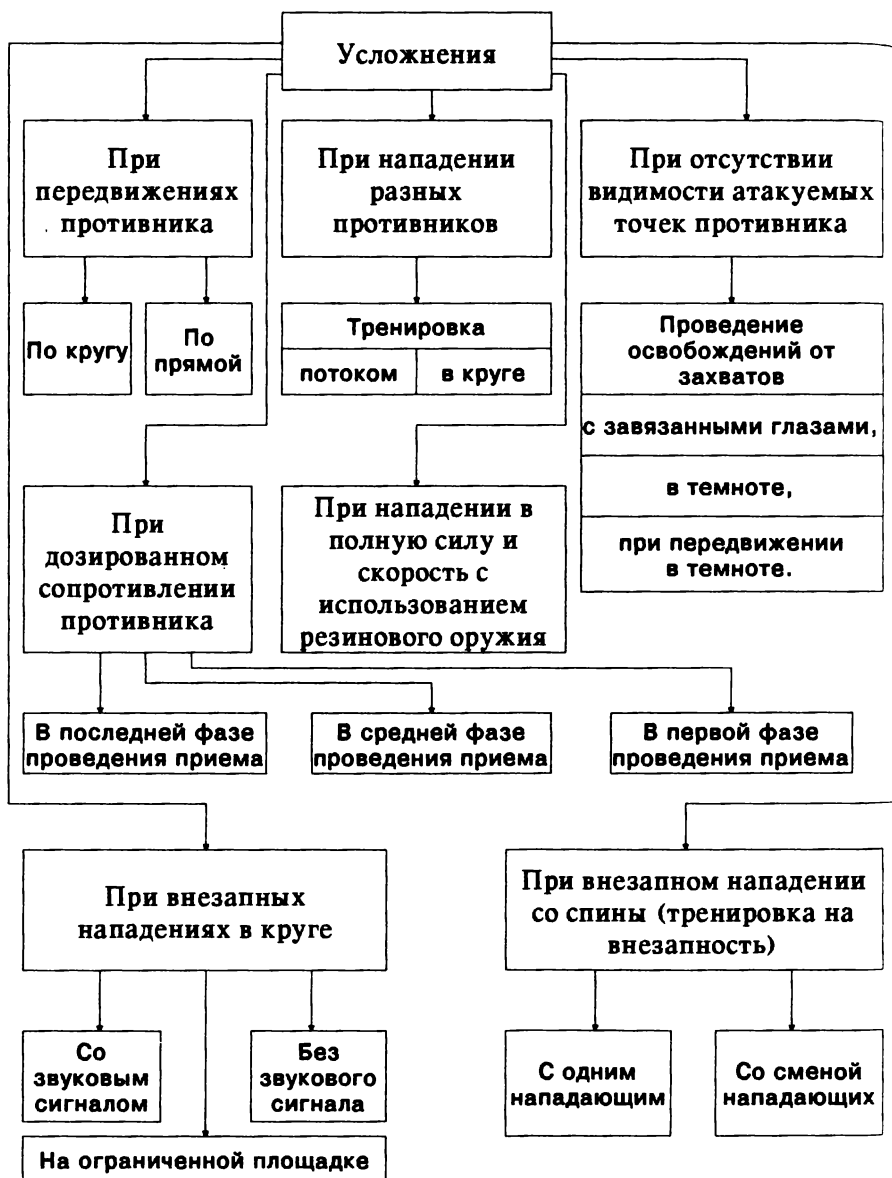 Усложнения
При
передвижениях
противника
При нападении
разных
противников
При отсутствии
видимости атакуемых
точек противника
По кругу
По
прямой
Тренировка
потоком
в круге
Проведение
освобождений от
захватов
с завязанными глазами,
в темноте,
при передвижении
в темноте.
При
дозированном
сопротивлении
противника
При нападении в
полную силу и
скорость с
использованием
резинового оружия
В последней фазе
проведения приема
В средней фазе
проведения приема
В первой фазе
проведения приема
При внезапных
нападениях в круге
При внезапном нападении
со спины (тренировка на
внезапность)
Со
звуковым
сигналом
Без
звукового
сигнала
На ограниченной площадке
С одним
нападающим
Со сменой
нападающих